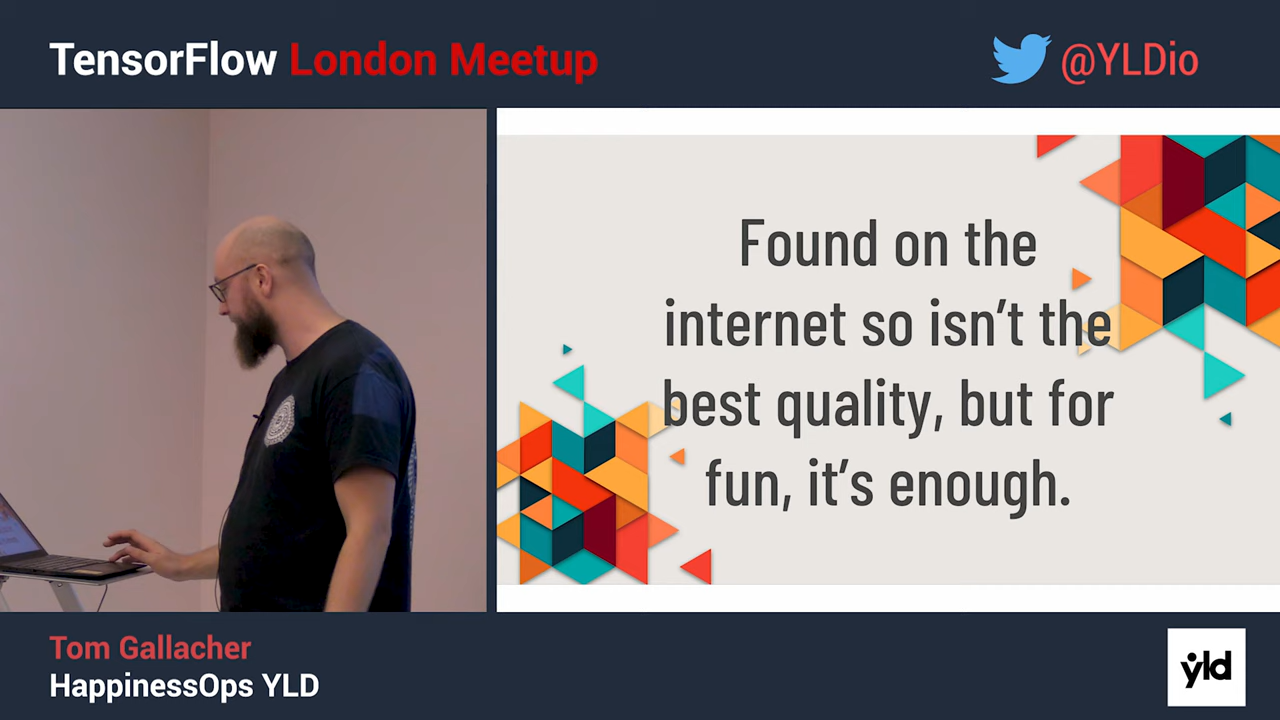 TensorFlow London Meetup
@YLDio
Found on the
internet so isn’t the
best quality, but for
fun, it’s enough.
Tom Gallacher
HappinessOps YLD
yld